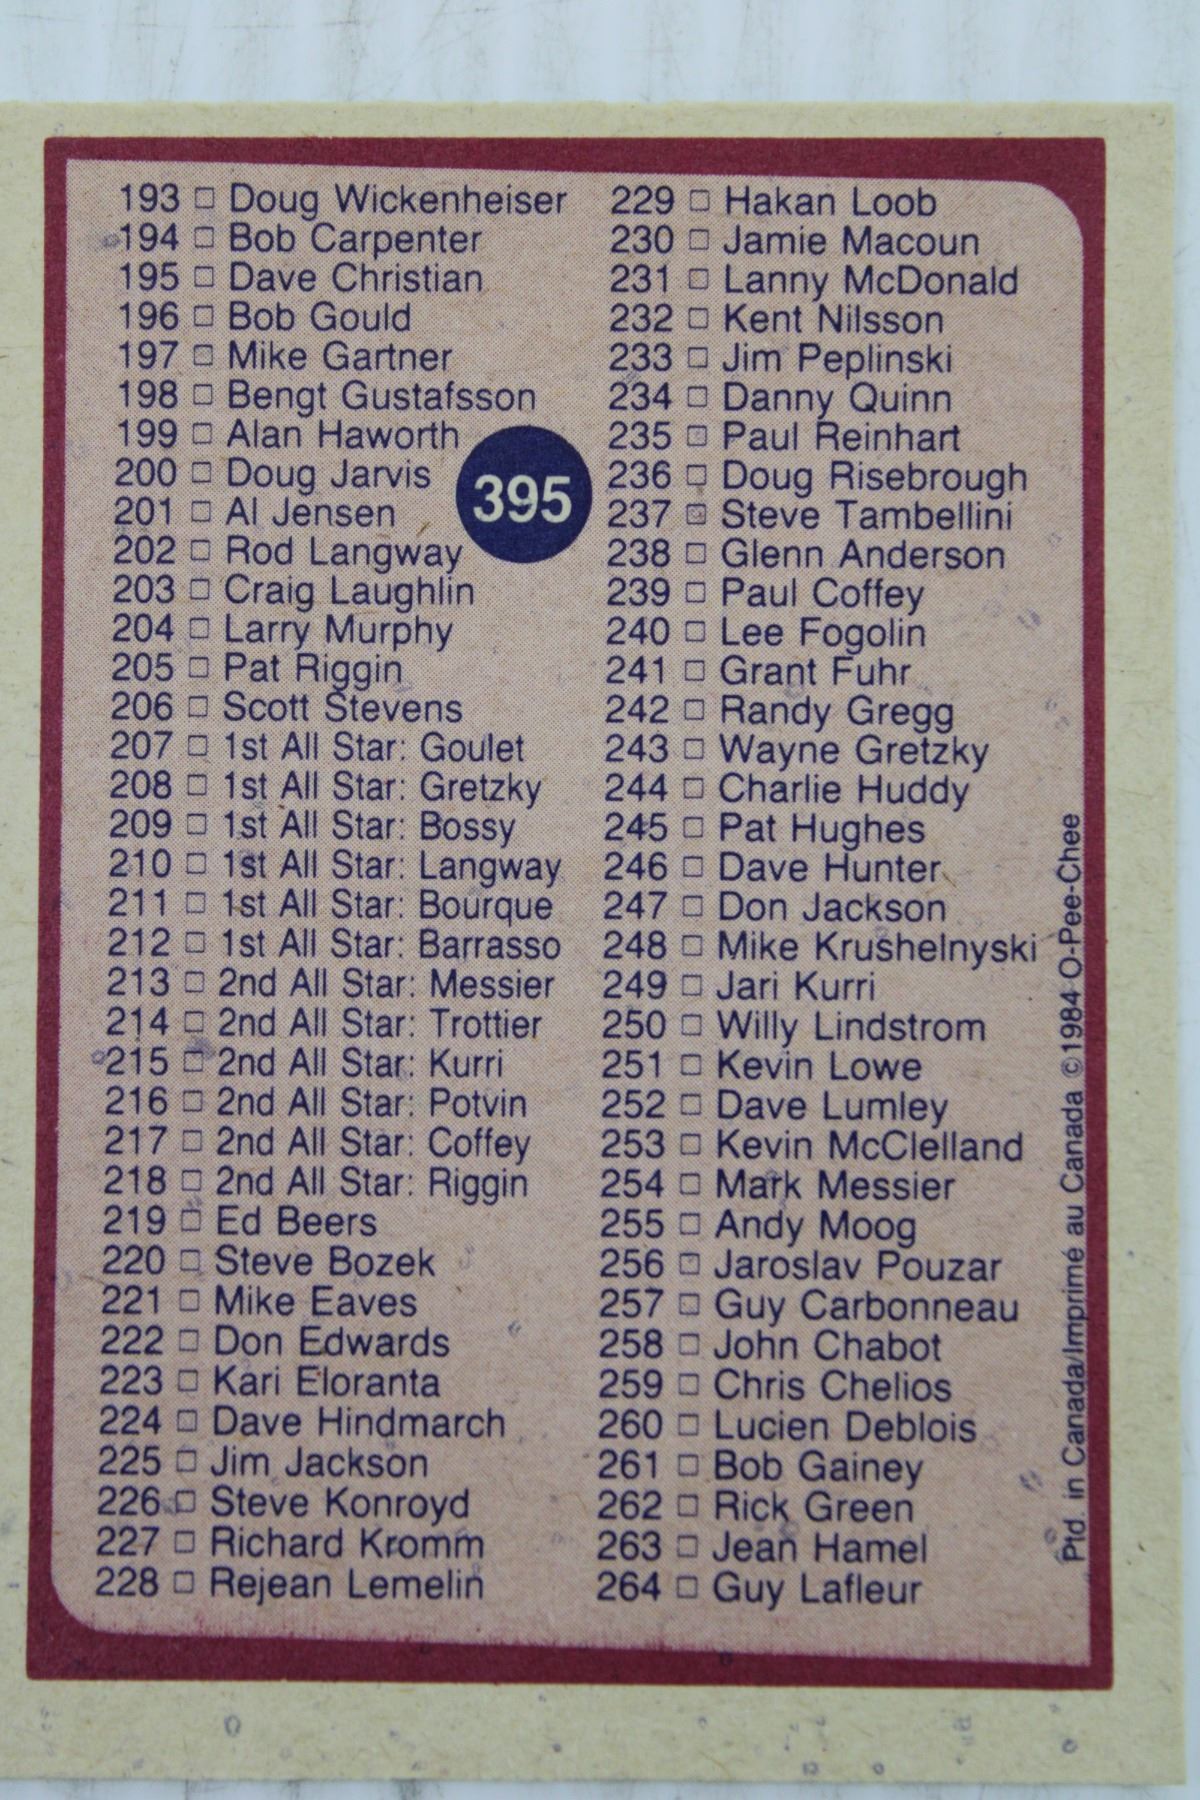 193 □ Doug Wickenheiser
194 □ Bob Carpenter
195 □ Dave Christian
196 □ Bob Gould
197 □ Mike Gartner
198 □ Bengt Gustafsson
199 □ Alan Haworth
200 □ Doug Jarvis
201 □ Al Jensen
202 □ Rod Langway
203 □ Craig Laughlin
204 □ Larry Murphy
205 □ Pat Riggin
206 □ Scott Stevens
207 □ 1st All Star: Goulet
208 □ 1st All Star: Gretzky
209 □ 1st All Star: Bossy
210 □ 1st All Star: Langway
211 □ 1st All Star: Bourque
212 □ 1st All Star: Barrasso
213 □ 2nd All Star: Messier
214 □ 2nd All Star: Trottier
215 □ 2nd All Star: Kurri
216 □ 2nd All Star: Potvin
217 □ 2nd All Star: Coffey
218 □ 2nd All Star: Riggin
219 □ Ed Beers
220 □ Steve Bozek
221 □ Mike Eaves
222 □ Don Edwards
223 □ Kari Eloranta
224 □ Dave Hindmarch
225 □ Jim Jackson
226 □ Steve Konroyd
227 □ Richard Kromm
228 □ Rejean Lemelin
395
229 □ Hakan Loob
230 □ Jamie Macoun
231 □ Lanny McDonald
232 □ Kent Nilsson
233 □ Jim Peplinski
234 □ Danny Quinn
235 □ Paul Reinhart
236 □ Doug Risebrough
237 □ Steve Tambellini
238 □ Glenn Anderson
239 □ Paul Coffey
240 □ Lee Fogolin
241 □ Grant Fuhr
242 □ Randy Gregg
243 □ Wayne Gretzky
244 □ Charlie Huddy
245 □ Pat Hughes
246 □ Dave Hunter
247 □ Don Jackson
248 □ Mike Krushelnyski
249 □ Jari Kurri
250 □ Willy Lindstrom
251 □ Kevin Lowe
252 □ Dave Lumley
253 □ Kevin McClelland
254 □ Mark Messier
255 □ Andy Moog
256 □ Jaroslav Pouzar
257 □ Guy Carbonneau
258 □ John Chabot
259 □ Chris Chelios
260 □ Lucien Deblois
261 □ Bob Gainey
262 □ Rick Green
263 □ Jean Hamel
264 □ Guy Lafleur
Ptd. in Canada/Imprimé au Canada ©1984 O-Pee-Chee